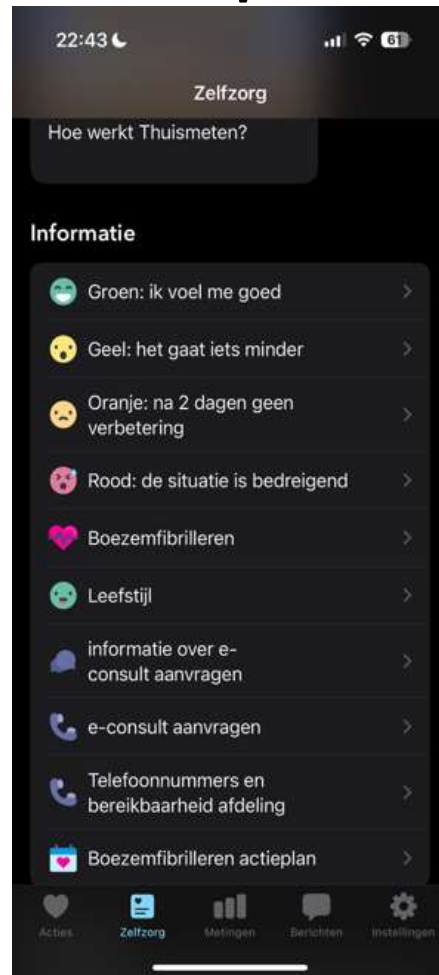 22:43
61
Zelfzorg
Hoe werkt Thuismeten?
Informatie
Groen: ik voel me goed
Geel: het gaat iets minder
Oranje: na 2 dagen geen
verbetering
Rood: de situatie is bedreigend
Boezemfibrilleren
Leefstijl
informatie over e-
consult aanvragen
e-consult aanvragen
Telefoonnummers en
bereikbaarheid afdeling
Boezemfibrilleren actieplan
Acties Zelfzorg Metingen Berichten Instellingen